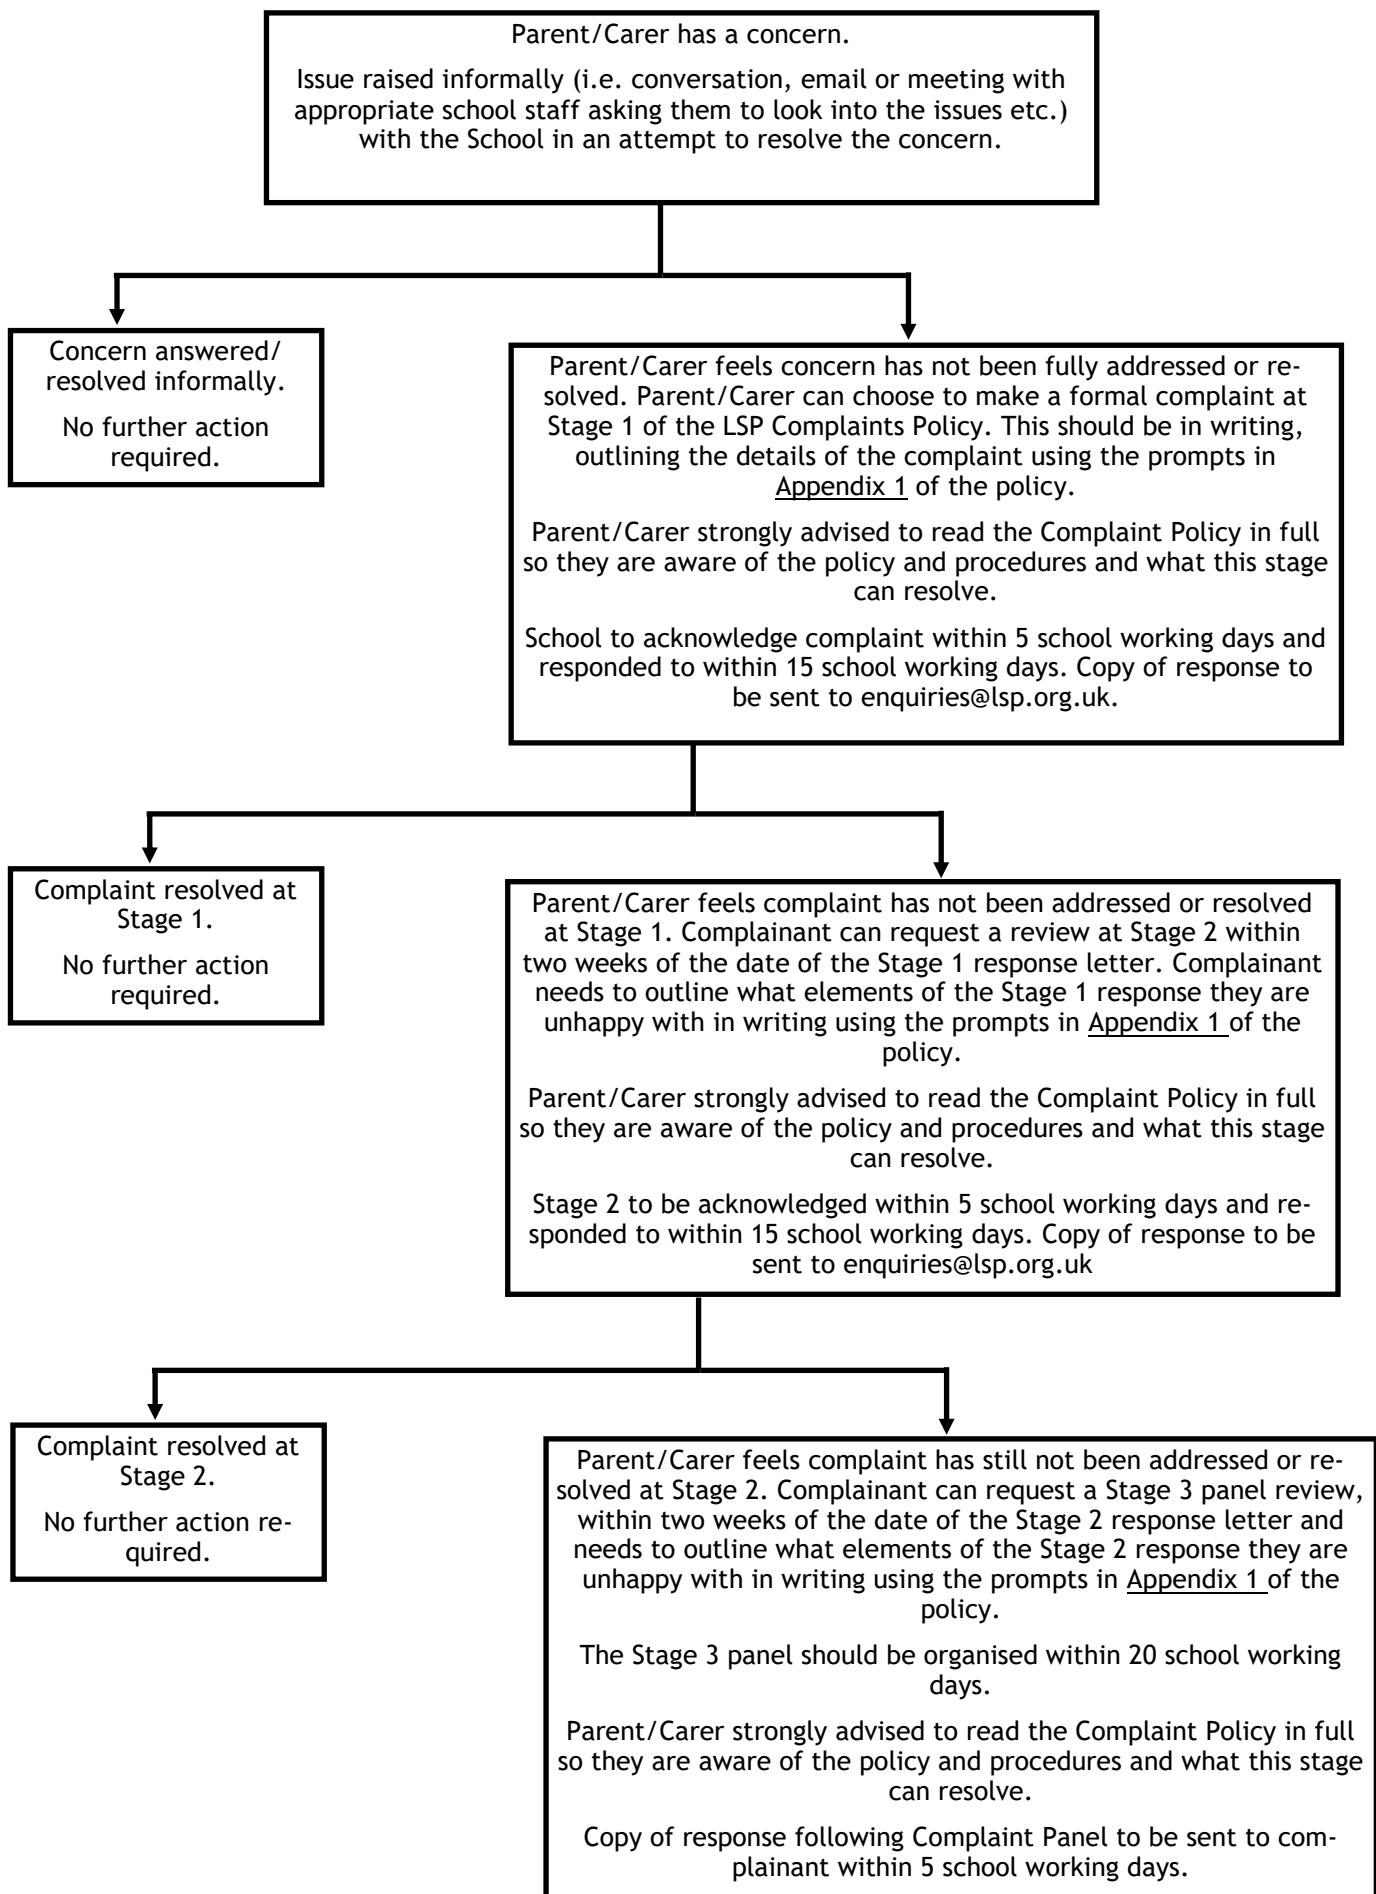 Parent/Carer has a concern.
Issue raised informally (i.e. conversation, email or meeting with
appropriate school staff asking them to look into the issues etc.)
with the School in an attempt to resolve the concern.
Concern answered/
resolved informally.
No further action
required.
Parent/Carer feels concern has not been fully addressed or re-
solved. Parent/Carer can choose to make a formal complaint at
Stage 1 of the LSP Complaints Policy. This should be in writing,
outlining the details of the complaint using the prompts in
Appendix 1 of the policy.
Parent/Carer strongly advised to read the Complaint Policy in full
so they are aware of the policy and procedures and what this stage
can resolve.
School to acknowledge complaint within 5 school working days and
responded to within 15 school working days. Copy of response to
be sent to enquiries@lsp.org.uk.
Complaint resolved at
Stage 1.
No further action
required.
Parent/Carer feels complaint has not been addressed or resolved
at Stage 1. Complainant can request a review at Stage 2 within
two weeks of the date of the Stage 1 response letter. Complainant
needs to outline what elements of the Stage 1 response they are
unhappy with in writing using the prompts in Appendix 1 of the
policy.
Parent/Carer strongly advised to read the Complaint Policy in full
so they are aware of the policy and procedures and what this stage
can resolve.
Stage 2 to be acknowledged within 5 school working days and re-
sponded to within 15 school working days. Copy of response to be
sent to enquiries@lsp.org.uk
Complaint resolved at
Stage 2.
No further action re-
quired.
Parent/Carer feels complaint has still not been addressed or re-
solved at Stage 2. Complainant can request a Stage 3 panel review,
within two weeks of the date of the Stage 2 response letter and
needs to outline what elements of the Stage 2 response they are
unhappy with in writing using the prompts in Appendix 1 of the
policy.
The Stage 3 panel should be organised within 20 school working
days.
Parent/Carer strongly advised to read the Complaint Policy in full
so they are aware of the policy and procedures and what this stage
can resolve.
Copy of response following Complaint Panel to be sent to com-
plainant within 5 school working days.